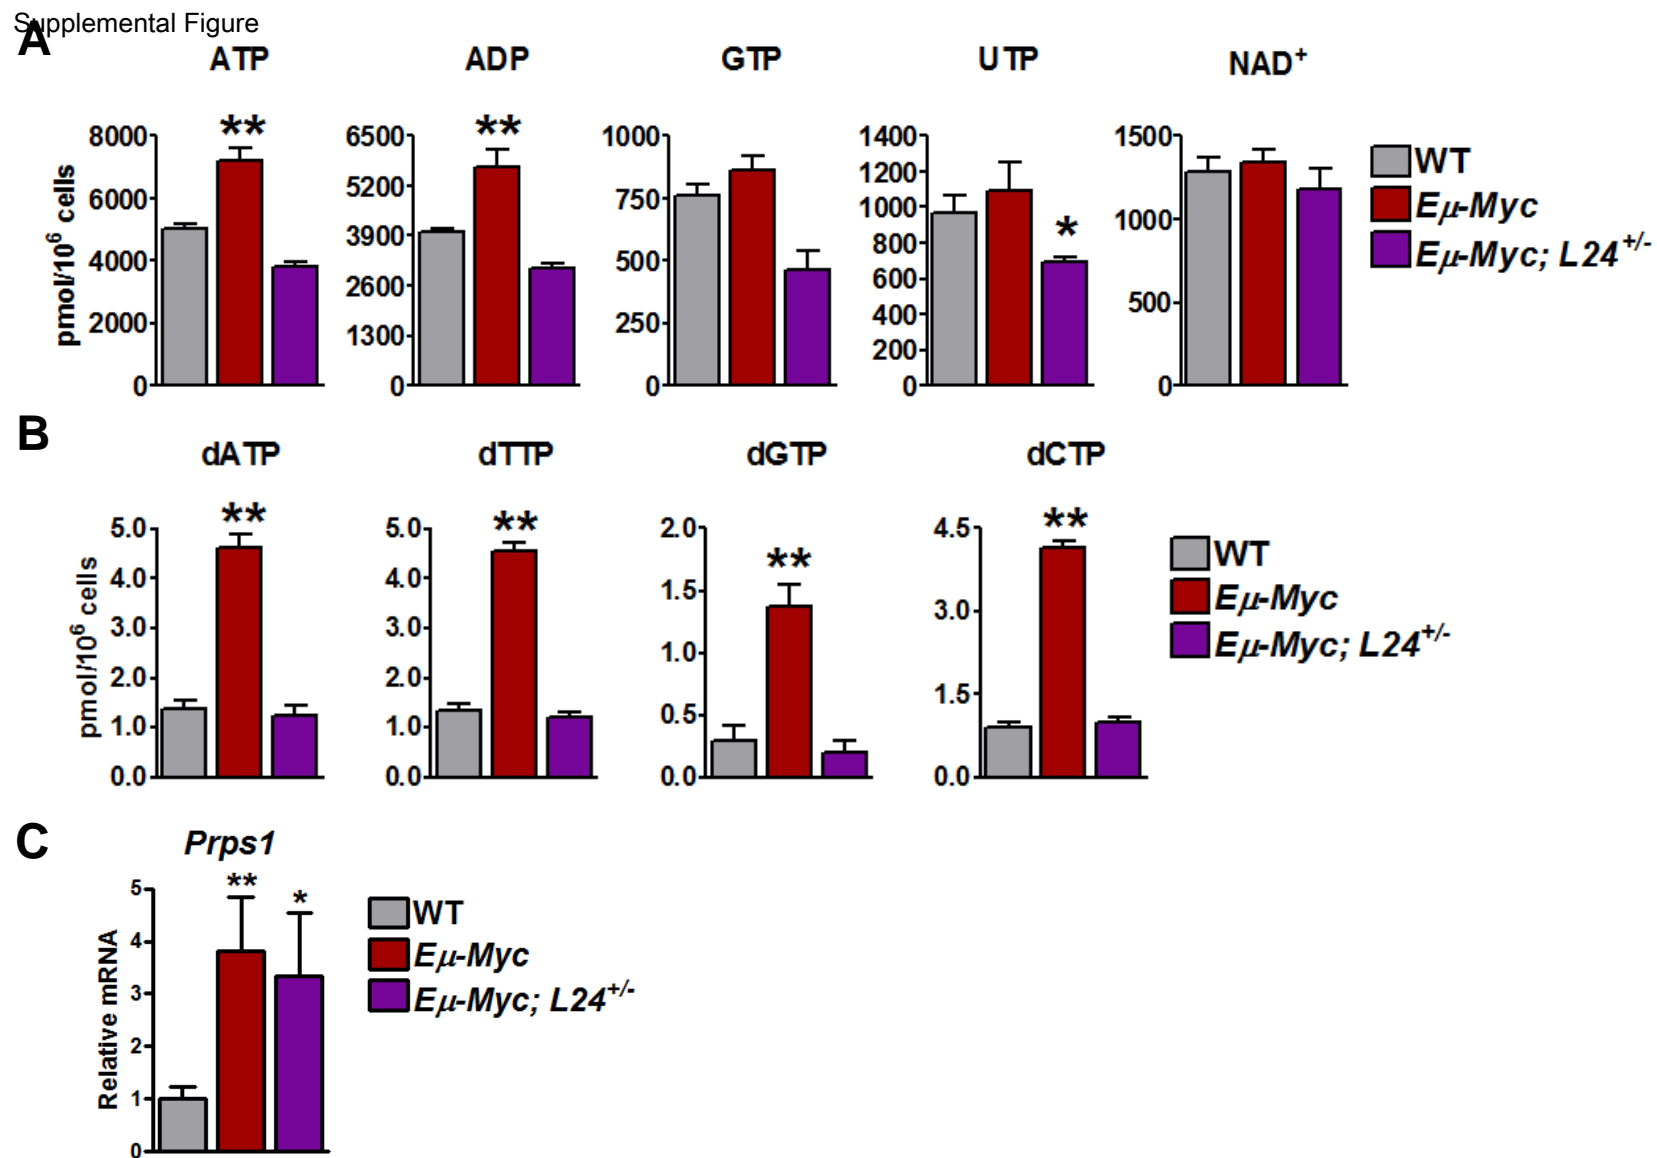 Supplemental Figure
A
ATP ADP GTP UTP NAD+
** ** *
pmol/10^6 cells
8000 6000 4000 2000 0
6500 5200 3900 2600 1300 0
1000 750 500 250 0
1400 1200 1000 800 600 400 200 0
1500 1000 500 0
WT
Eμ-Myc
Eμ-Myc; L24+/-
B
dATP dTTP dGTP dCTP
** ** ** **
pmol/10^6 cells
5.0 4.0 3.0 2.0 1.0 0.0
5.0 4.0 3.0 2.0 1.0 0.0
2.0 1.5 1.0 0.5 0.0
4.5 3.0 1.5 0.0
WT
Eμ-Myc
Eμ-Myc; L24+/-
C
Prps1
** *
Relative mRNA
5 4 3 2 1 0
WT
Eμ-Myc
Eμ-Myc; L24+/-